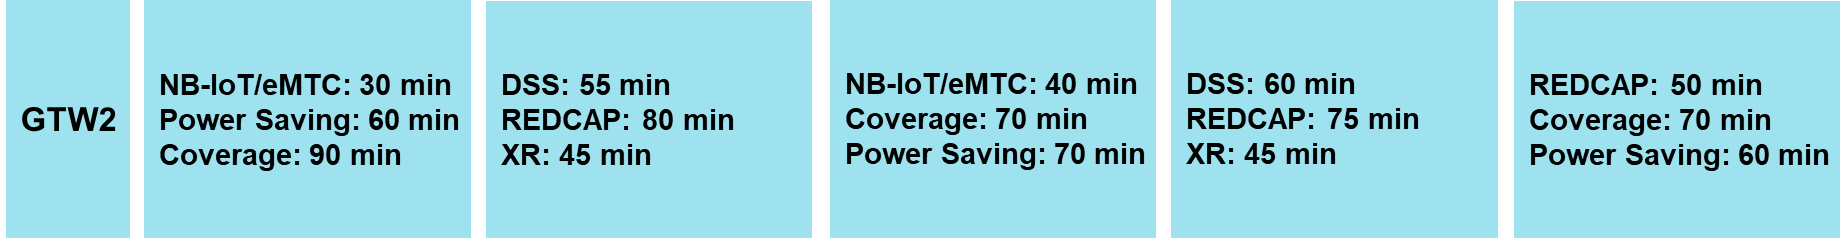 GTW2
NB-IoT/eMTC: 30 min
Power Saving: 60 min
Coverage: 90 min
DSS: 55 min
REDCAP: 80 min
XR: 45 min
NB-IoT/eMTC: 40 min
Coverage: 70 min
Power Saving: 70 min
DSS: 60 min
REDCAP: 75 min
XR: 45 min
REDCAP: 50 min
Coverage: 70 min
Power Saving: 60 min